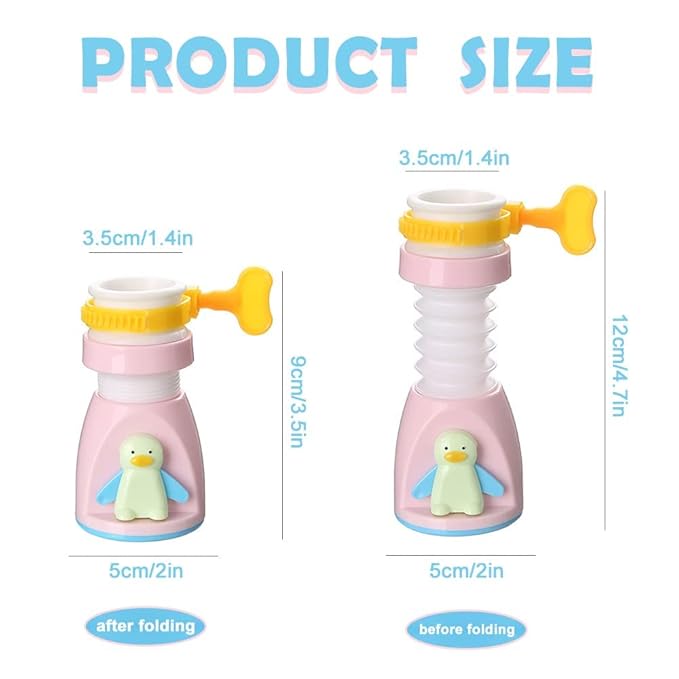 PRODUCT SIZE
3.5cm/1.4in
3.5cm/1.4in
9cm/3.5in
12cm/4.7in
5cm/2in
5cm/2in
after folding
before folding